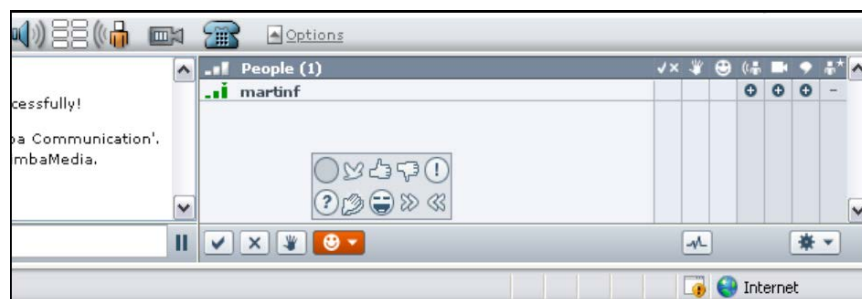 Options
People (1)
martinf
cessfully!
ba Communication'.
mbaMedia.
Internet